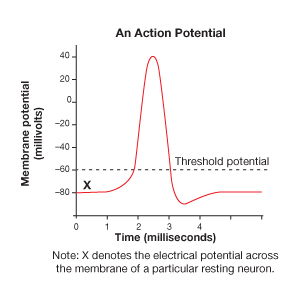 An Action Potential
Membrane potential
(millivolts)
40
20
0
–20
–40
–60
–80
Threshold potential
X
0 1 2 3 4
Time (milliseconds)
Note: X denotes the electrical potential across
the membrane of a particular resting neuron.